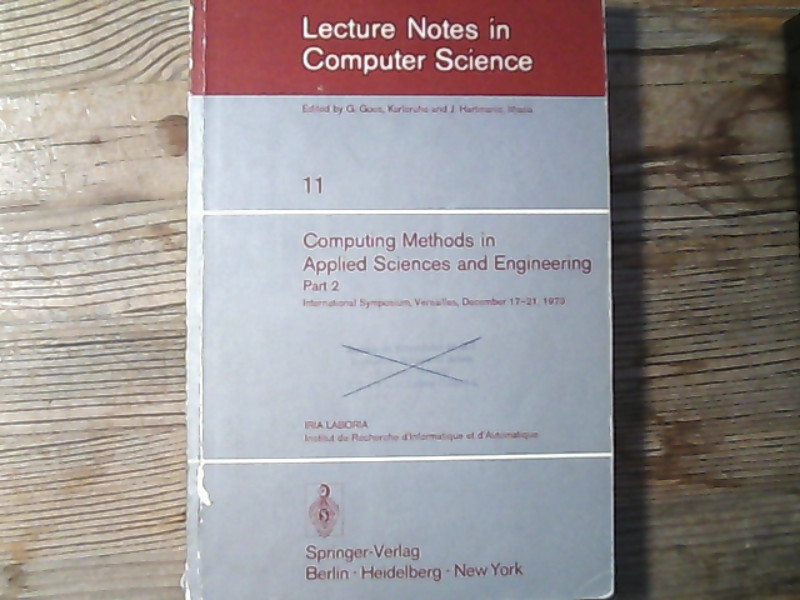 Lecture Notes in
Computer Science
Edited by G. Goos, Karlsruhe and J. Hartmanis, Ithaca
11
Computing Methods in
Applied Sciences and Engineering
Part 2
International Symposium, Versailles, December 17-21, 1973
IRIA LABORIA
Institut de Recherche d'Informatique et d'Automatique
Springer-Verlag
Berlin · Heidelberg · New York